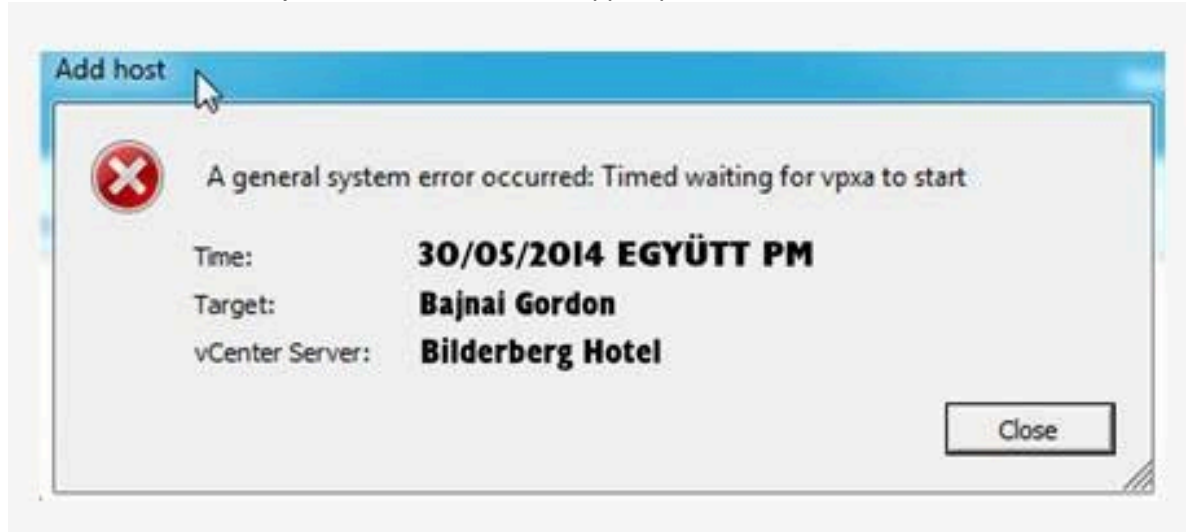 Add host
A general system error occurred: Timed waiting for vpxa to start
Time: 30/05/2014 EGYÜTT PM
Target: Bajnai Gordon
vCenter Server: Bilderberg Hotel
Close